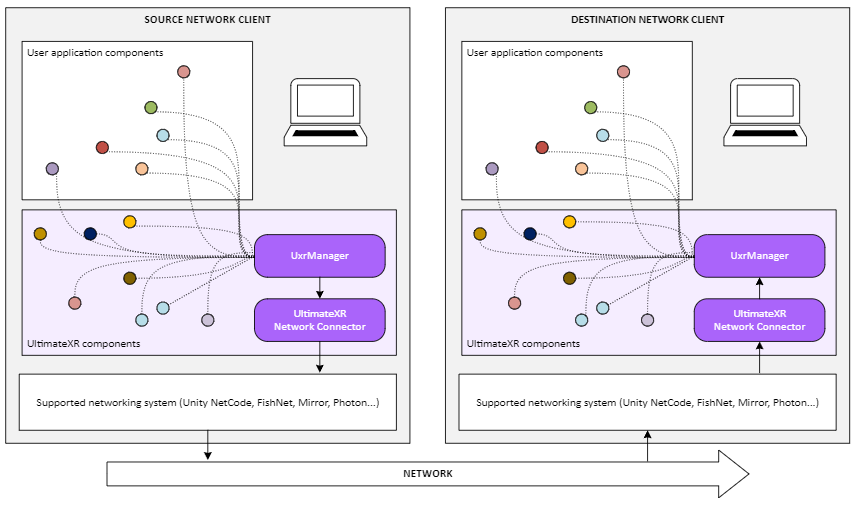 SOURCE NETWORK CLIENT
User application components
UxrManager
UltimateXR
Network Connector
UltimateXR components
Supported networking system (Unity NetCode, FishNet, Mirror, Photon...)
DESTINATION NETWORK CLIENT
User application components
UxrManager
UltimateXR
Network Connector
UltimateXR components
Supported networking system (Unity NetCode, FishNet, Mirror, Photon...)
NETWORK